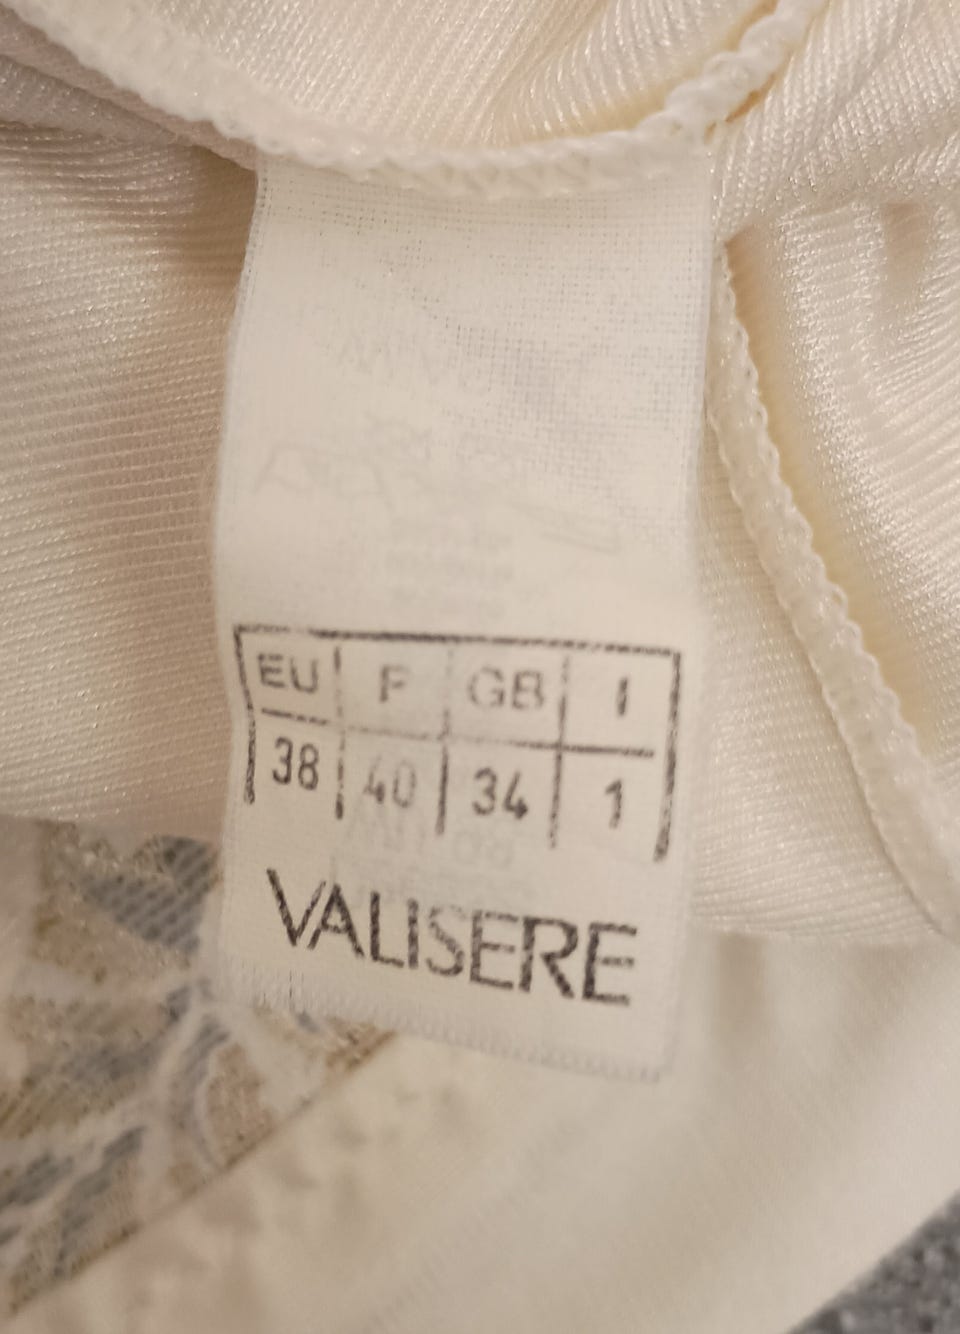 EU F GB I
38 40 34 1
VALISERE